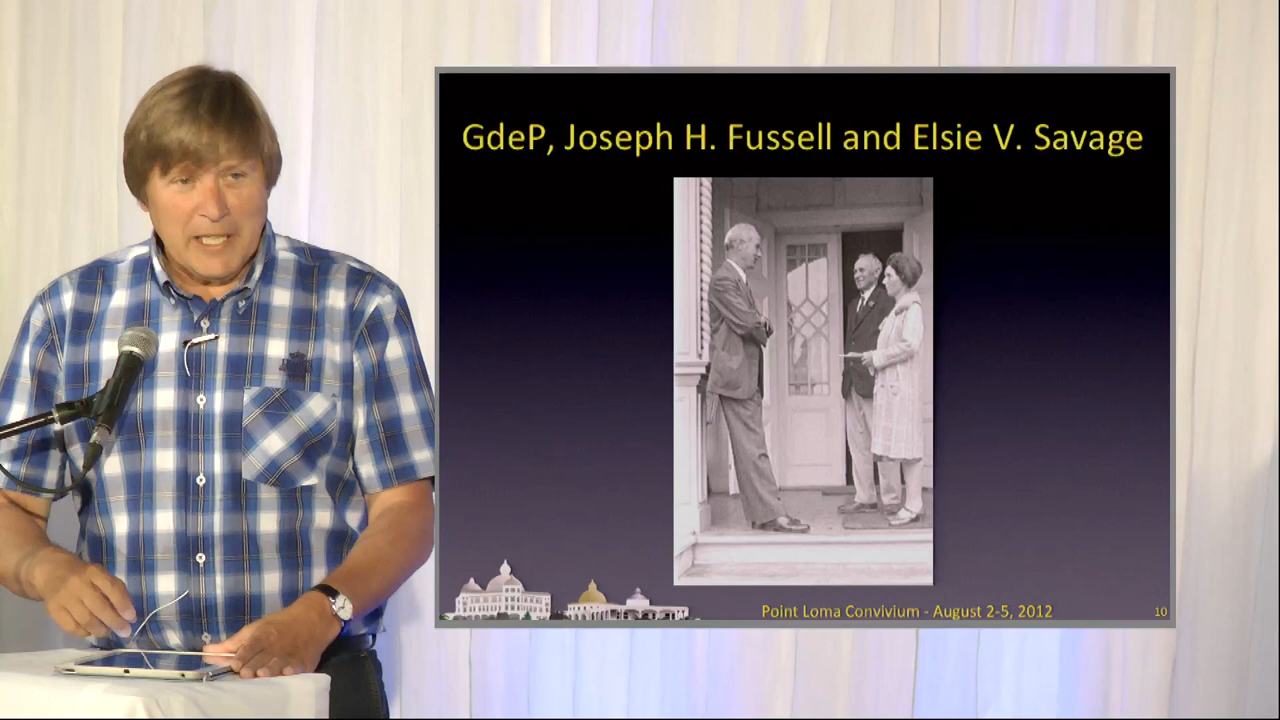 GdeP, Joseph H. Fussell and Elsie V. Savage
Point Loma Convivium - August 2-5, 2012
10